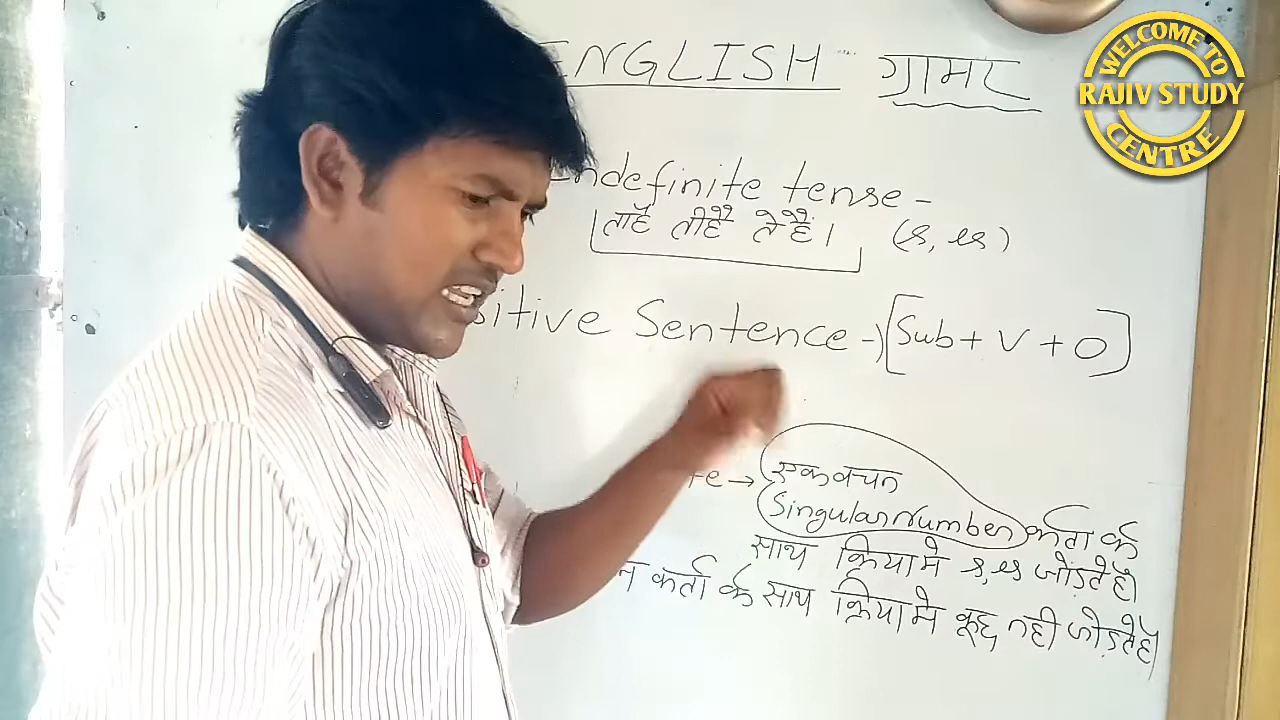 ENGLISH ग्रामर
ndefinite tense -
ता है ती है ते हैं। (s, es)
sitive Sentence -> [Sub + V + O]
te → एकवचन
Singular Number कर्ता के
साथ क्रिया मे s, es जोड़ते है
न कर्ता के साथ क्रिया मे कुछ नही जोड़ते है
WELCOME TO
RAJIV STUDY
CENTRE